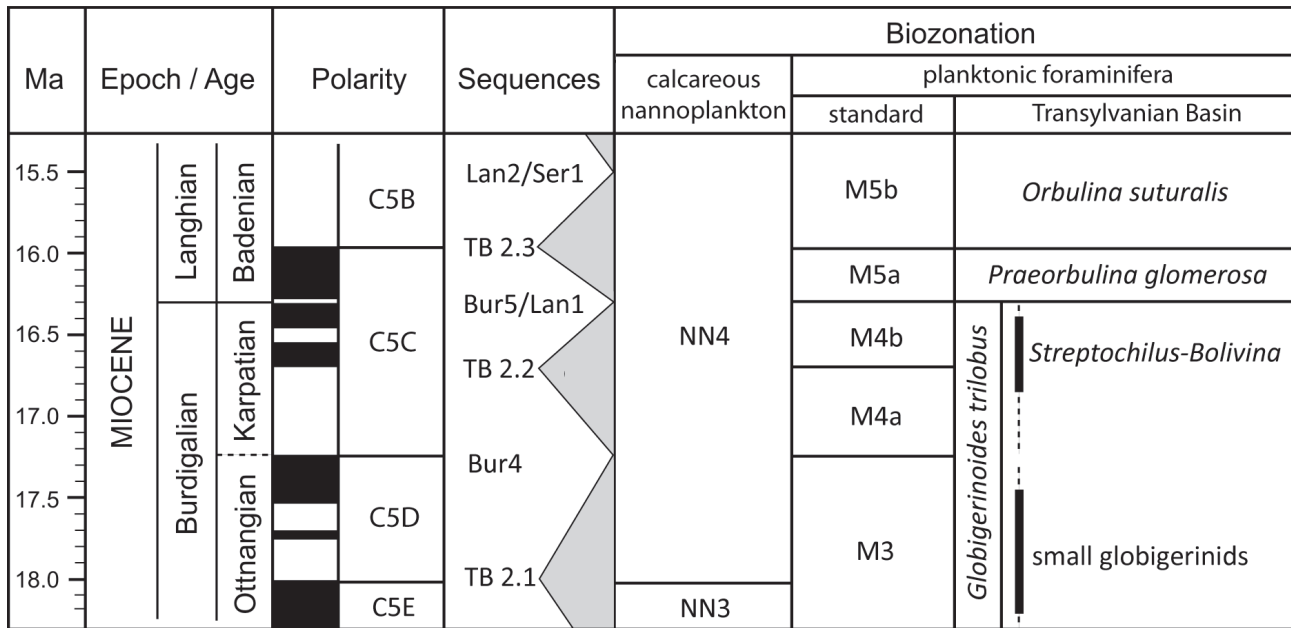 Biozonation
Ma
Epoch / Age
Polarity
Sequences
calcareous
nannoplankton
planktonic foraminifera
standard
Transylvanian Basin
15.5
16.0
16.5
17.0
17.5
18.0
MIOCENE
Langhian
Burdigalian
Badenian
Karpatian
Ottnangian
C5B
C5C
C5D
C5E
Lan2/Ser1
TB 2.3
Bur5/Lan1
TB 2.2
Bur4
TB 2.1
NN4
NN3
M5b
M5a
M4b
M4a
M3
Orbulina suturalis
Praeorbulina glomerosa
Globigerinoides trilobus
Streptochilus-Bolivina
small globigerinids